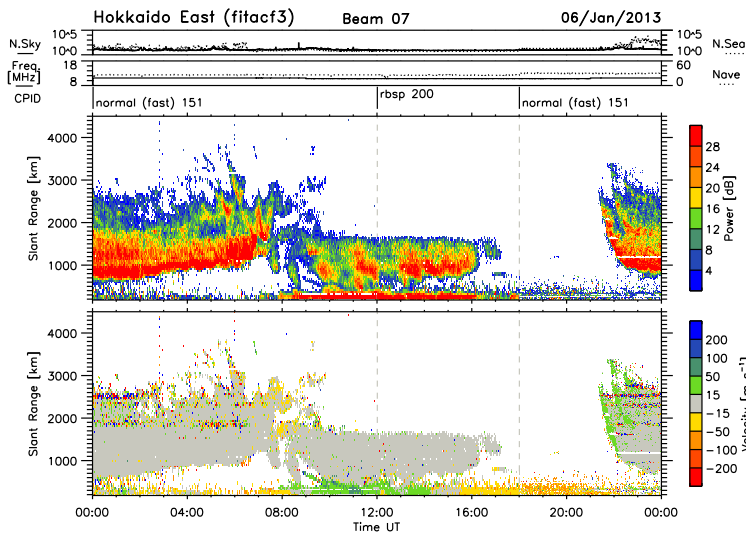 Hokkaido East (fitacf3) Beam 07 06/Jan/2013
N.Sky 10^5 10^0 10^5 10^0 N.Sea
Freq. [MHz] 18 8 60 0 Nave
CPID normal (fast) 151 rbsp 200 normal (fast) 151
Slant Range [km] 4000 3000 2000 1000
Power [dB] 28 24 20 16 12 8 4
Slant Range [km] 4000 3000 2000 1000
Velocity [m s-1] 200 100 50 15 -15 -50 -100 -200
00:00 04:00 08:00 12:00 16:00 20:00 00:00
Time UT